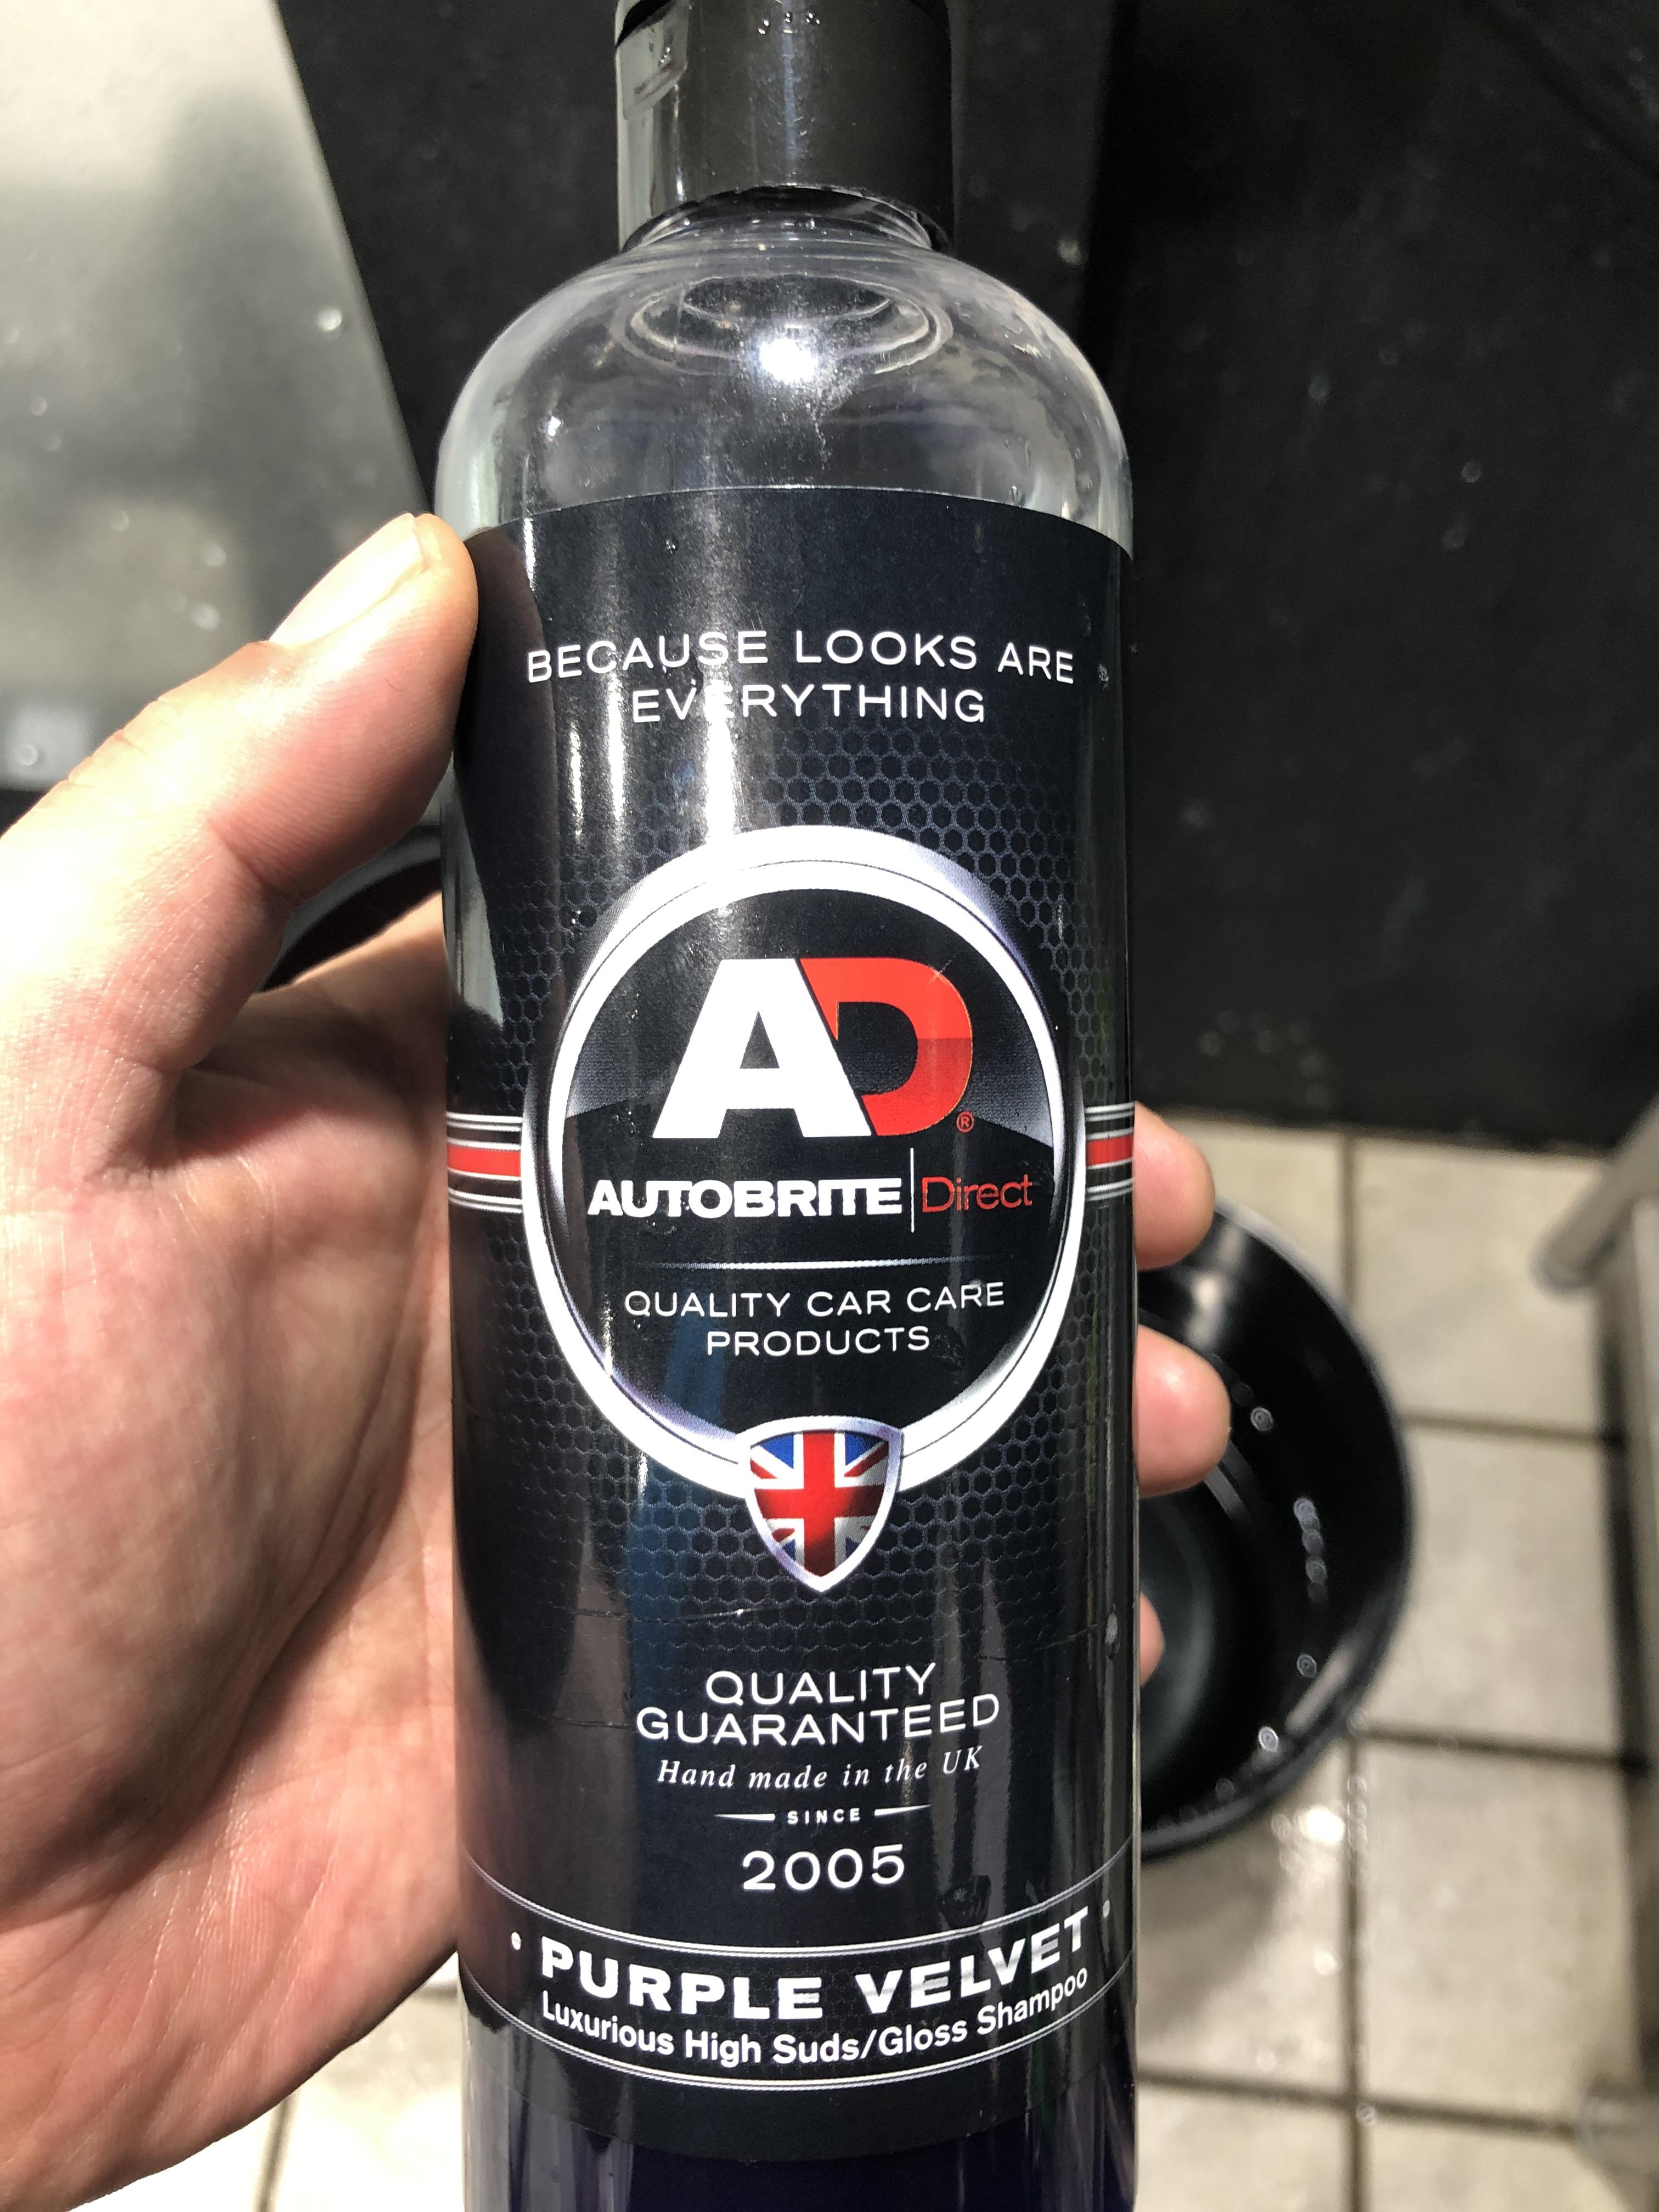 BECAUSE LOOKS ARE
EVERYTHING
AD®
AUTOBRITE|Direct
QUALITY CAR CARE
PRODUCTS
QUALITY
GUARANTEED
Hand made in the UK
SINCE
2005
• PURPLE VELVET •
Luxurious High Suds/Gloss Shampoo